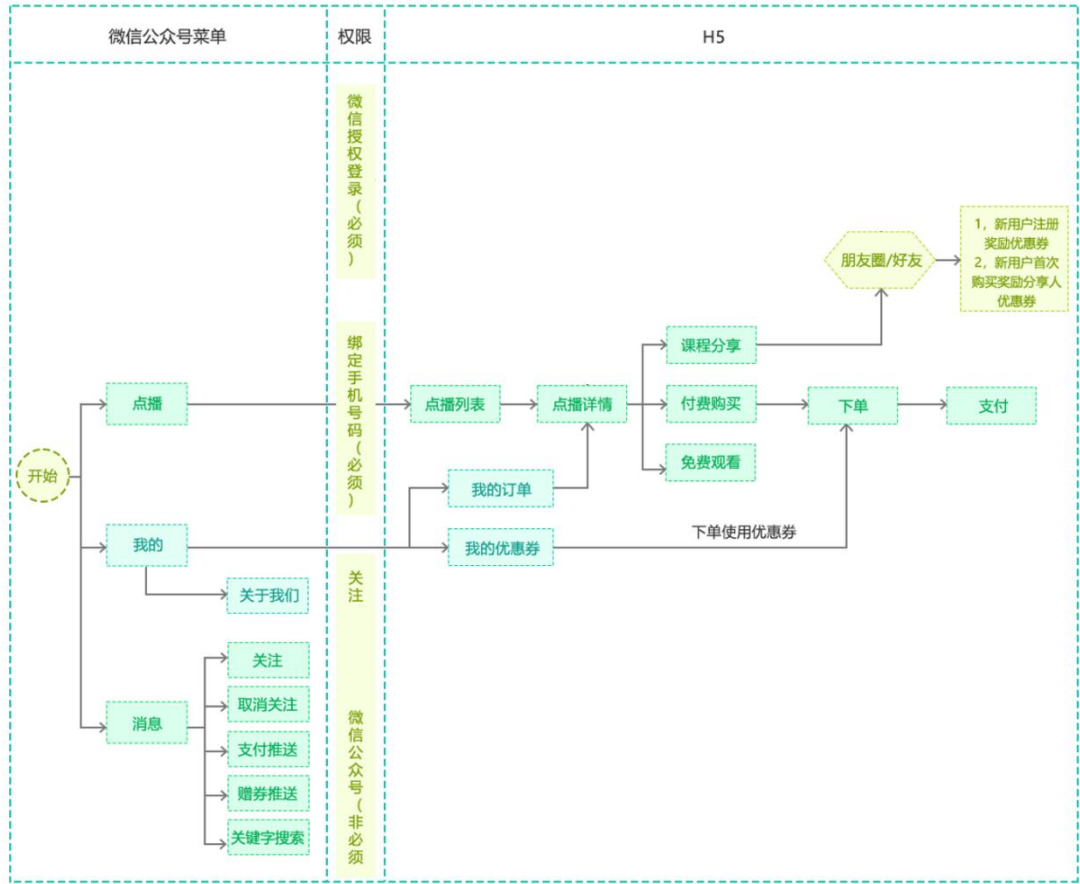 微信公众号菜单
权限
H5
微信授权登录(必须)
绑定手机号码(必须)
关注
微信公众号(非必须
开始
点播
我的
关于我们
消息
关注
取消关注
支付推送
赠券推送
关键字搜索
点播列表
点播详情
我的订单
我的优惠券
课程分享
付费购买
免费观看
下单使用优惠券
朋友圈/好友
1，新用户注册
奖励优惠券
2，新用户首次
购买奖励分享人
优惠券
下单
支付